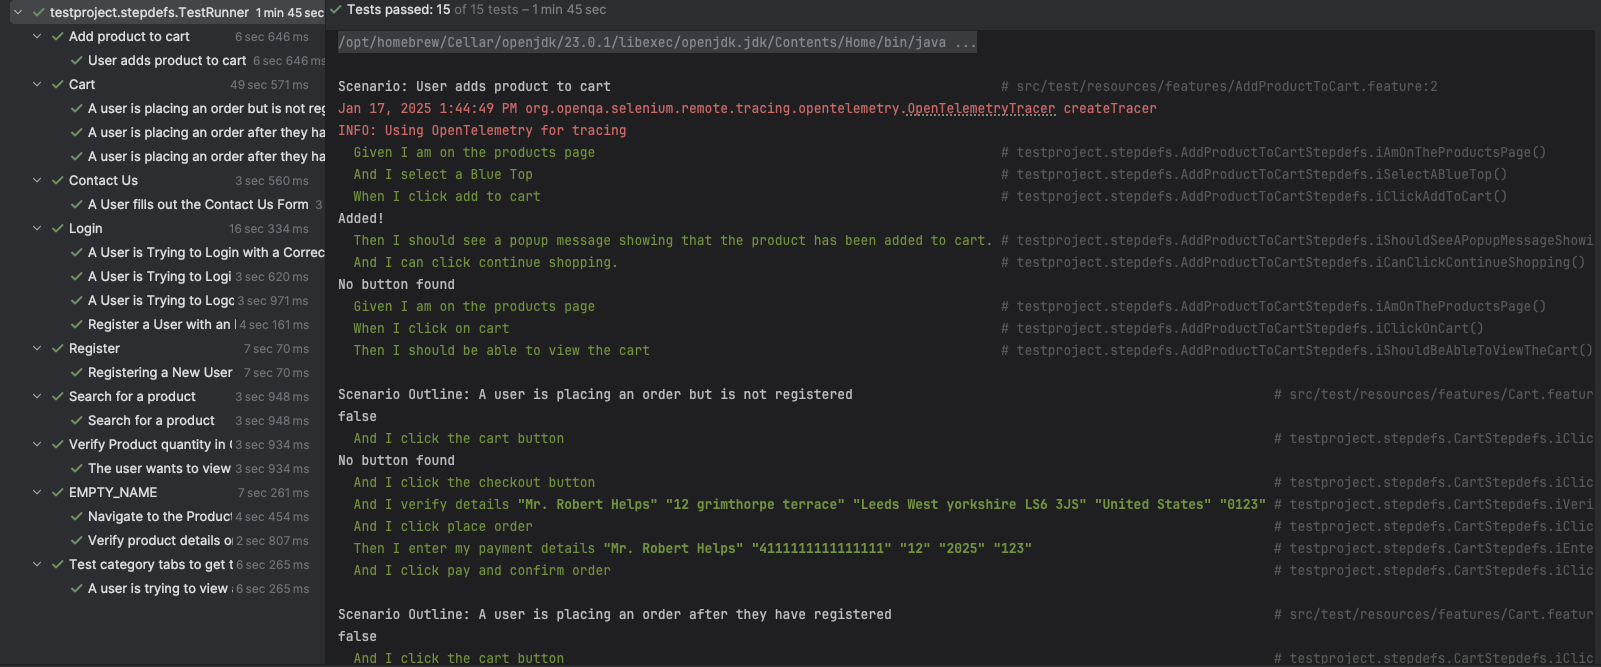 testproject.stepdefs.TestRunner 1 min 45 sec
Add product to cart 6 sec 646 ms
User adds product to cart 6 sec 646 ms
Cart 49 sec 571 ms
A user is placing an order but is not reg
A user is placing an order after they ha
A user is placing an order after they ha
Contact Us 3 sec 560 ms
A User fills out the Contact Us Form 3
Login 16 sec 334 ms
A User is Trying to Login with a Correc
A User is Trying to Logi 3 sec 620 ms
A User is Trying to Logo 3 sec 971 ms
Register a User with an 4 sec 161 ms
Register 7 sec 70 ms
Registering a New User 7 sec 70 ms
Search for a product 3 sec 948 ms
Search for a product 3 sec 948 ms
Verify Product quantity in 3 sec 934 ms
The user wants to view 3 sec 934 ms
EMPTY_NAME 7 sec 261 ms
Navigate to the Product 4 sec 454 ms
Verify product details o 2 sec 807 ms
Test category tabs to get t 6 sec 265 ms
A user is trying to view 6 sec 265 ms
Tests passed: 15 of 15 tests – 1 min 45 sec
/opt/homebrew/Cellar/openjdk/23.0.1/libexec/openjdk.jdk/Contents/Home/bin/java ...
Scenario: User adds product to cart # src/test/resources/features/AddProductToCart.feature:2
Jan 17, 2025 1:44:49 PM org.openqa.selenium.remote.tracing.opentelemetry.OpenTelemetryTracer createTracer
INFO: Using OpenTelemetry for tracing
Given I am on the products page # testproject.stepdefs.AddProductToCartStepdefs.iAmOnTheProductsPage()
And I select a Blue Top # testproject.stepdefs.AddProductToCartStepdefs.iSelectABlueTop()
When I click add to cart # testproject.stepdefs.AddProductToCartStepdefs.iClickAddToCart()
Added!
Then I should see a popup message showing that the product has been added to cart. # testproject.stepdefs.AddProductToCartStepdefs.iShouldSeeAPopupMessageShowi
And I can click continue shopping. # testproject.stepdefs.AddProductToCartStepdefs.iCanClickContinueShopping()
No button found
Given I am on the products page # testproject.stepdefs.AddProductToCartStepdefs.iAmOnTheProductsPage()
When I click on cart # testproject.stepdefs.AddProductToCartStepdefs.iClickOnCart()
Then I should be able to view the cart # testproject.stepdefs.AddProductToCartStepdefs.iShouldBeAbleToViewTheCart()
Scenario Outline: A user is placing an order but is not registered # src/test/resources/features/Cart.featur
false
And I click the cart button # testproject.stepdefs.CartStepdefs.iClic
No button found
And I click the checkout button # testproject.stepdefs.CartStepdefs.iClic
And I verify details "Mr. Robert Helps" "12 grimthorpe terrace" "Leeds West yorkshire LS6 3JS" "United States" "0123" # testproject.stepdefs.CartStepdefs.iVeri
And I click place order # testproject.stepdefs.CartStepdefs.iClic
Then I enter my payment details "Mr. Robert Helps" "4111111111111111" "12" "2025" "123" # testproject.stepdefs.CartStepdefs.iEnte
And I click pay and confirm order # testproject.stepdefs.CartStepdefs.iClic
Scenario Outline: A user is placing an order after they have registered # src/test/resources/features/Cart.featur
false
And I click the cart button # testproject.stepdefs.CartStepdefs.iClic